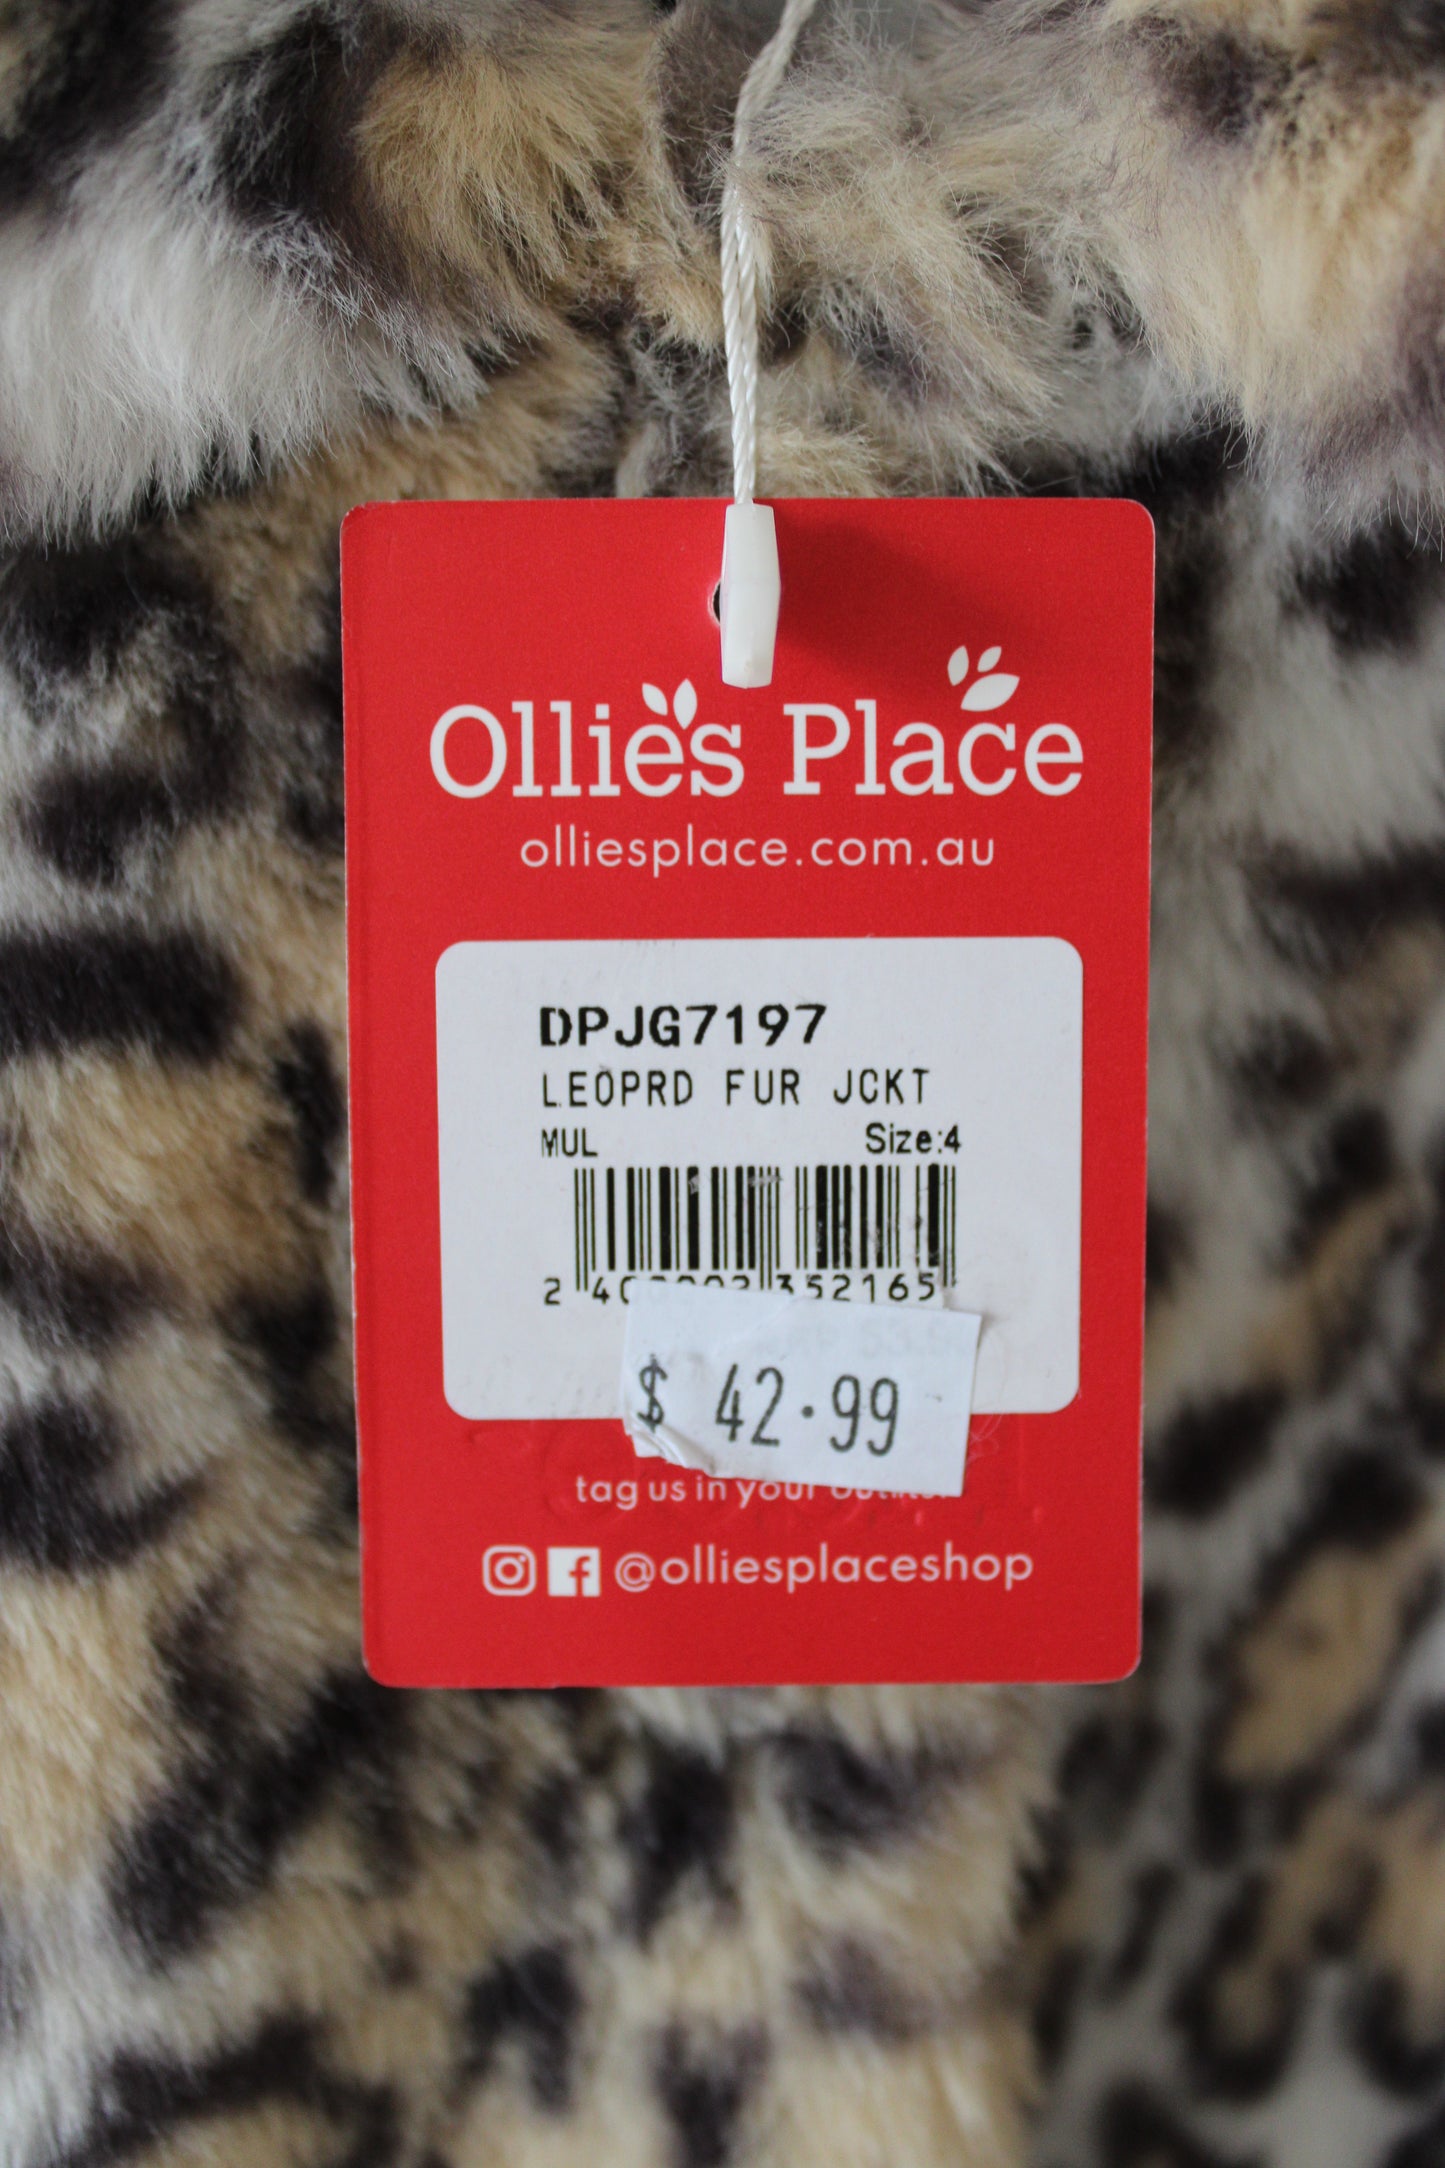 Ollie's Place
olliesplace.com.au
DPJG7197
LEOPRD FUR JCKT
MUL Size:4
352165
$ 42.99
tag us in your
@olliesplaceshop